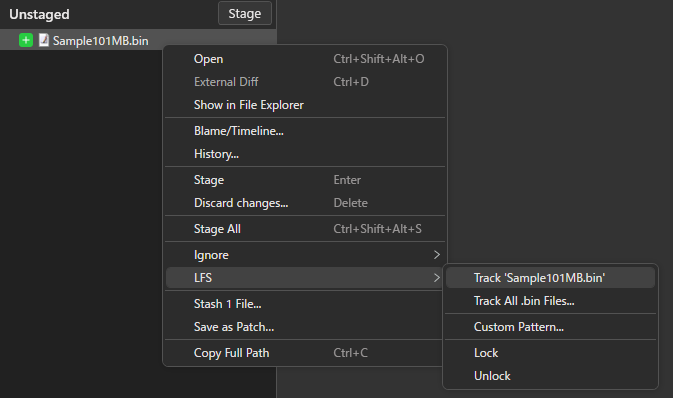 Unstaged Stage
Sample101MB.bin
Open Ctrl+Shift+Alt+O
External Diff Ctrl+D
Show in File Explorer
Blame/Timeline...
History...
Stage Enter
Discard changes... Delete
Stage All Ctrl+Shift+Alt+S
Ignore
LFS
Stash 1 File...
Save as Patch...
Copy Full Path Ctrl+C
Track 'Sample101MB.bin'
Track All .bin Files...
Custom Pattern...
Lock
Unlock